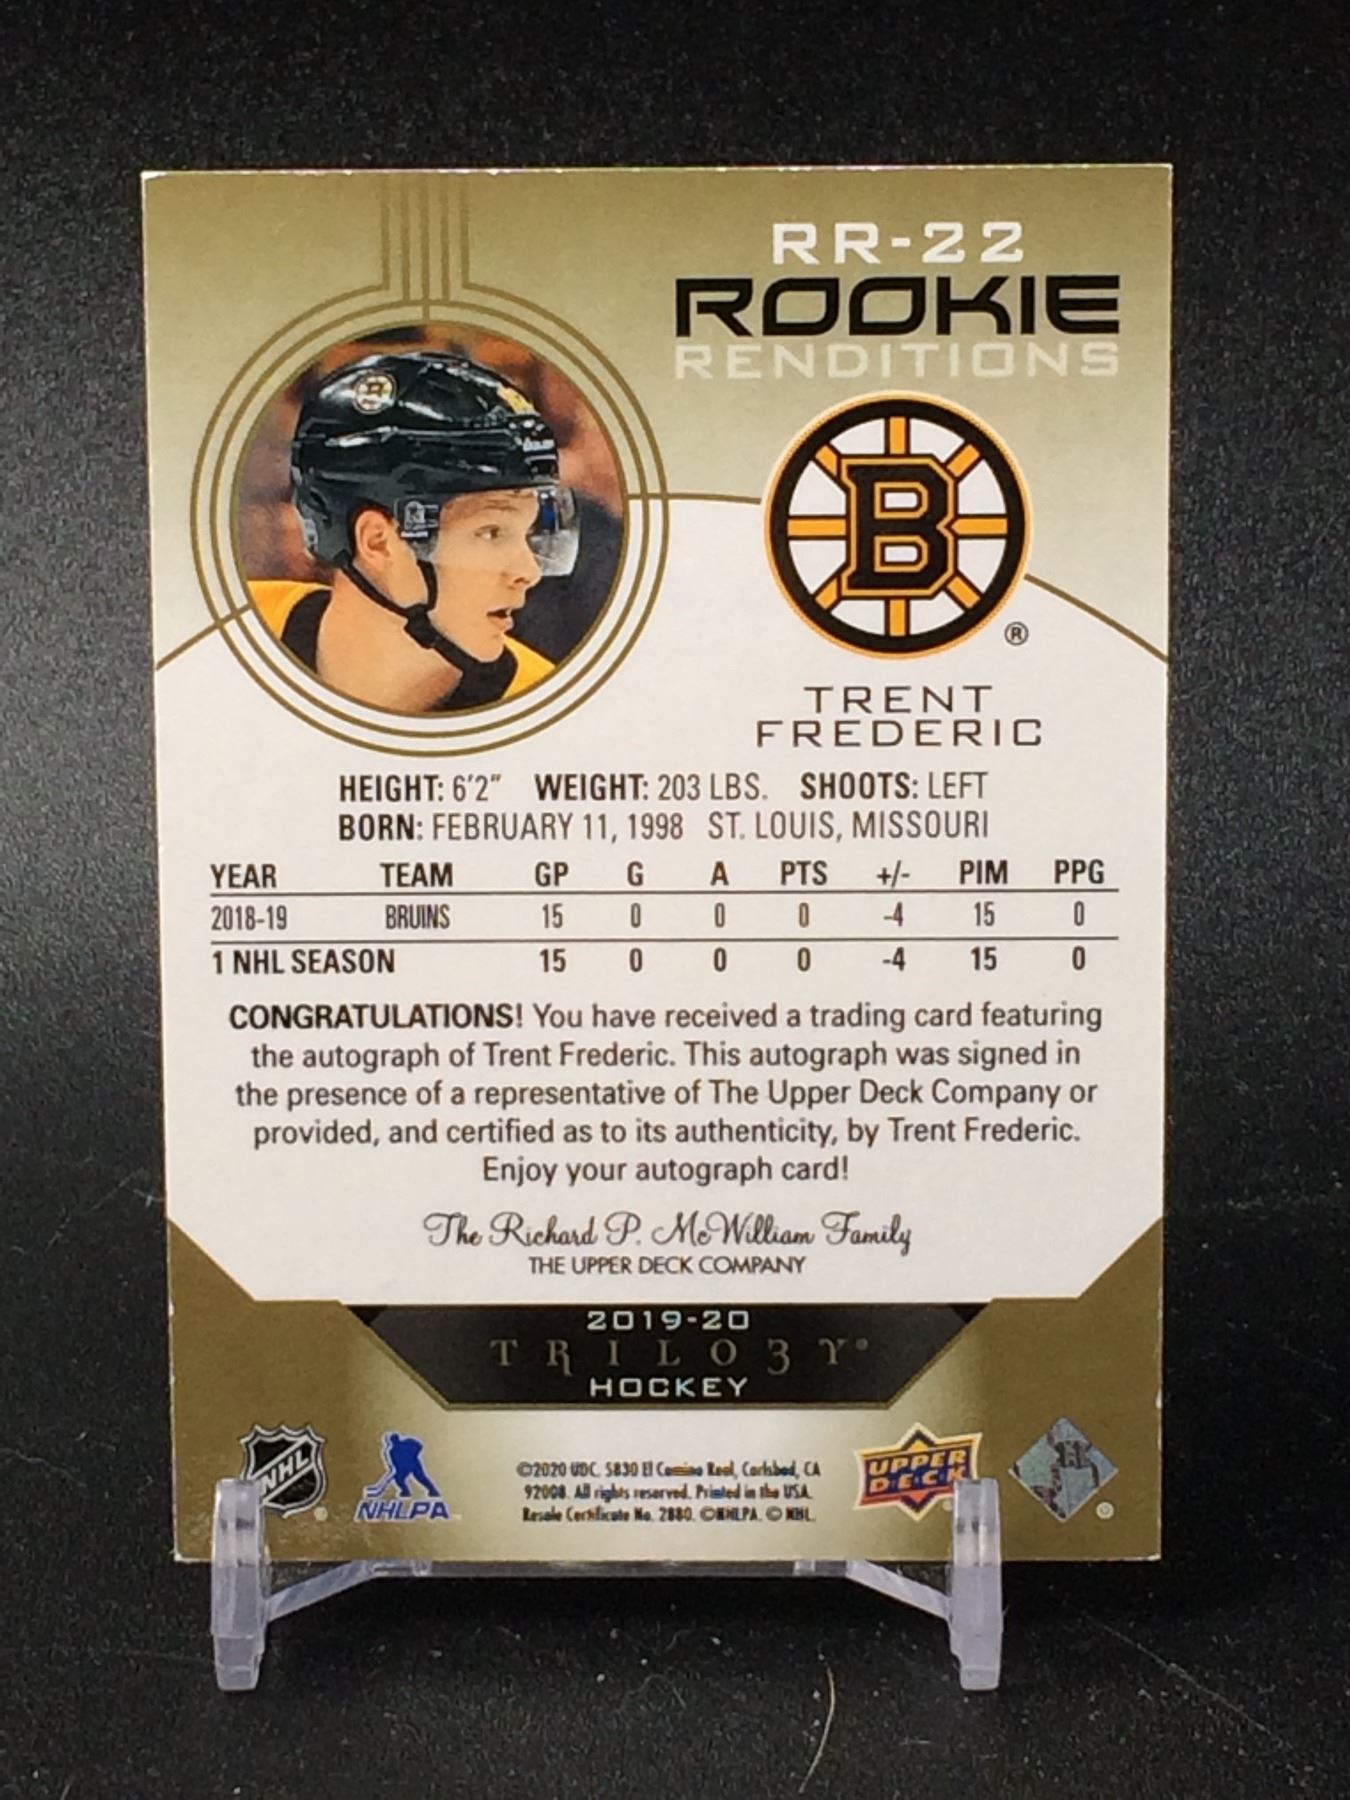 RR-22
ROOKIE
RENDITIONS
B
®
TRENT
FREDERIC
HEIGHT: 6'2" WEIGHT: 203 LBS. SHOOTS: LEFT
BORN: FEBRUARY 11, 1998 ST. LOUIS, MISSOURI
YEAR TEAM GP G A PTS +/- PIM PPG
2018-19 BRUINS 15 0 0 0 -4 15 0
1 NHL SEASON 15 0 0 0 -4 15 0
CONGRATULATIONS! You have received a trading card featuring
the autograph of Trent Frederic. This autograph was signed in
the presence of a representative of The Upper Deck Company or
provided, and certified as to its authenticity, by Trent Frederic.
Enjoy your autograph card!
The Richard P. McWilliam Family
THE UPPER DECK COMPANY
2019-20
TRILO3Y®
HOCKEY
NHL
NHLPA
©2020 UDC. 5830 El Camino Real, Carlsbad, CA
92008. All rights reserved. Printed in the USA.
Resale Certificate No. 2880. ©NHLPA. © NHL.
UPPER
DECK